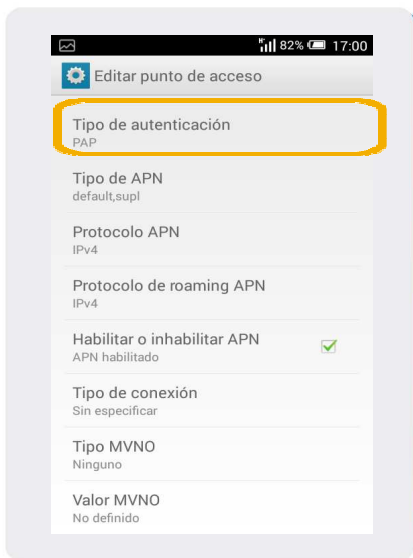 82% 17:00
Editar punto de acceso
Tipo de autenticación
PAP
Tipo de APN
default,supl
Protocolo APN
IPv4
Protocolo de roaming APN
IPv4
Habilitar o inhabilitar APN
APN habilitado
Tipo de conexión
Sin especificar
Tipo MVNO
Ninguno
Valor MVNO
No definido